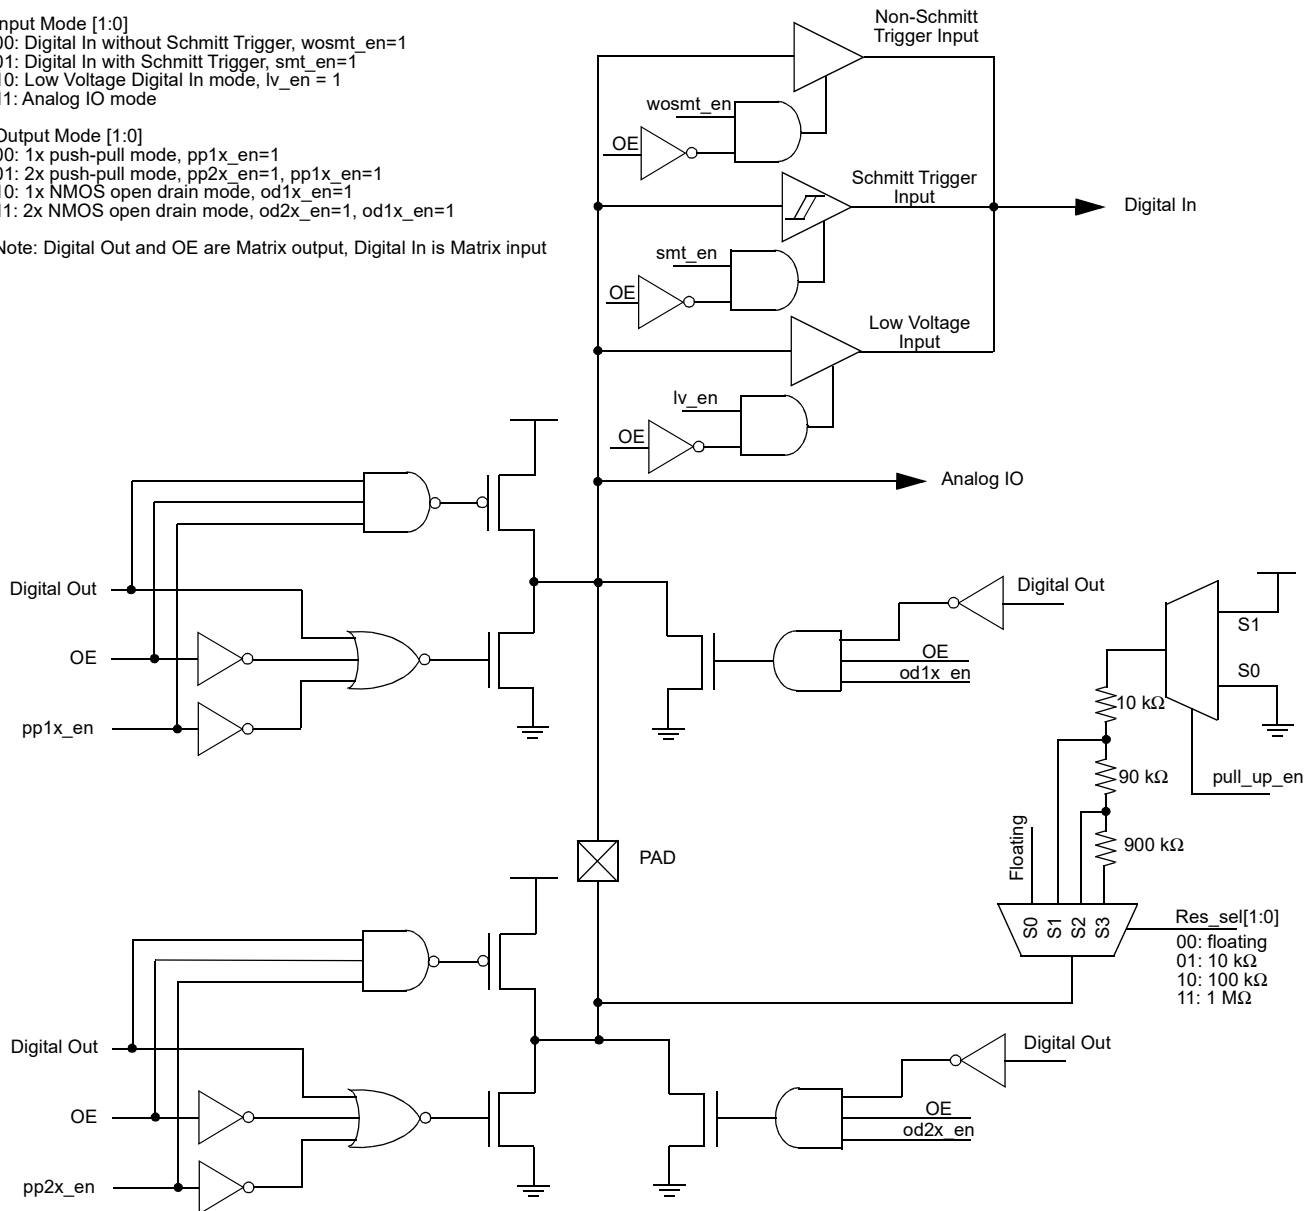 nput Mode [1:0]
00: Digital In without Schmitt Trigger, wosmt_en=1
01: Digital In with Schmitt Trigger, smt_en=1
10: Low Voltage Digital In mode, lv_en = 1
11: Analog IO mode
Output Mode [1:0]
00: 1x push-pull mode, pp1x_en=1
01: 2x push-pull mode, pp2x_en=1, pp1x_en=1
10: 1x NMOS open drain mode, od1x_en=1
11: 2x NMOS open drain mode, od2x_en=1, od1x_en=1
Note: Digital Out and OE are Matrix output, Digital In is Matrix input
Non-Schmitt
Trigger Input
wosmt_en
OE
Schmitt Trigger
Input
Digital In
smt_en
OE
Low Voltage
Input
lv_en
OE
Analog IO
Digital Out
OE
pp1x_en
Digital Out
OE
od1x_en
S1
S0
10 kΩ
90 kΩ
pull_up_en
900 kΩ
Floating
PAD
S0
S1
S2
S3
Res_sel[1:0]
00: floating
01: 10 kΩ
10: 100 kΩ
11: 1 MΩ
Digital Out
OE
pp2x_en
Digital Out
OE
od2x_en